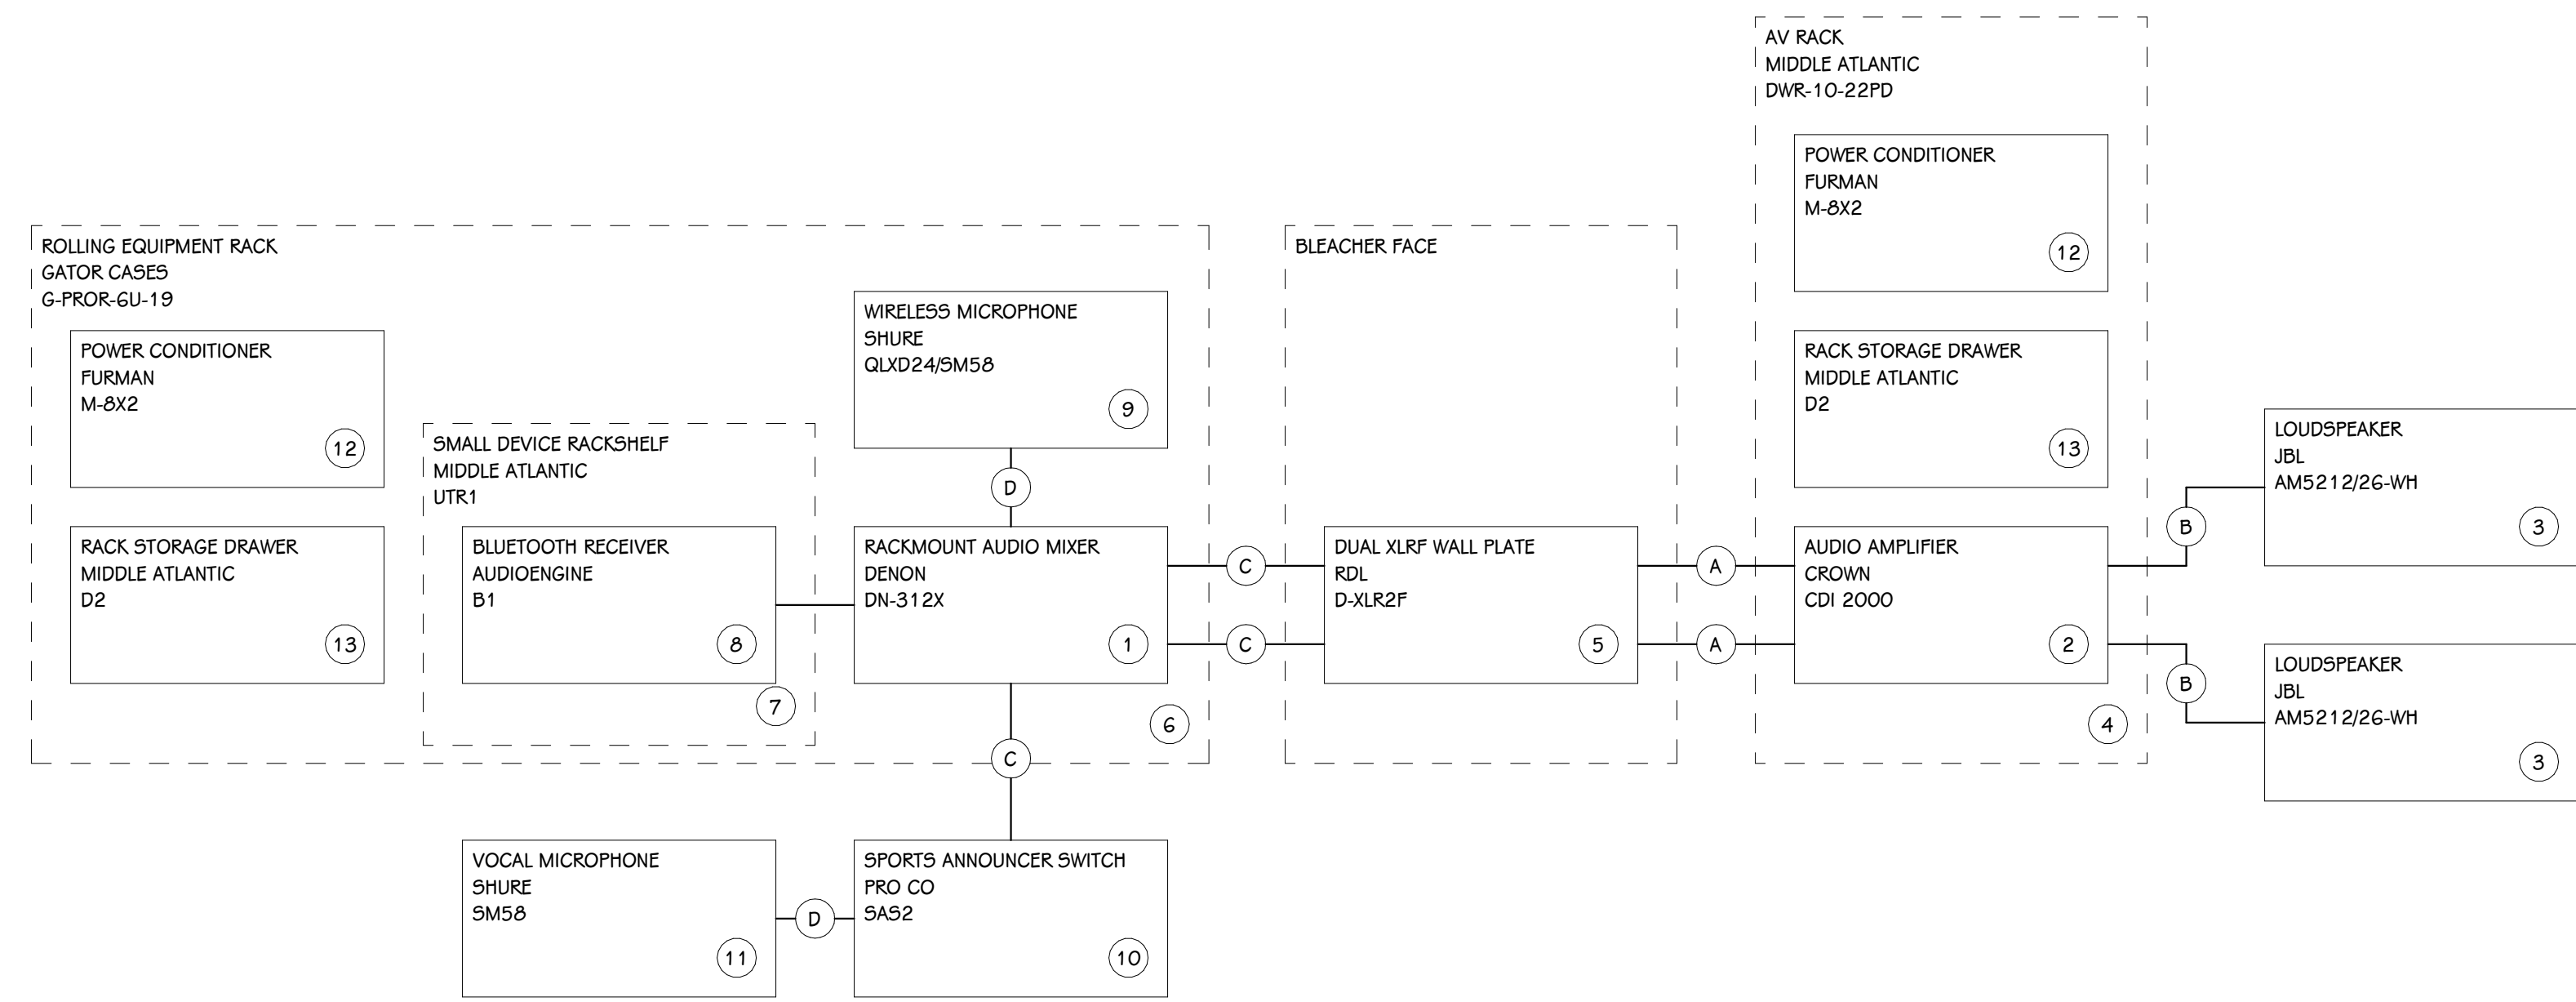 AV RACK
MIDDLE ATLANTIC
DWR-10-22PD
POWER CONDITIONER
FURMAN
M-8X2
12
RACK STORAGE DRAWER
MIDDLE ATLANTIC
D2
13
AUDIO AMPLIFIER
CROWN
CDI 2000
2
4
ROLLING EQUIPMENT RACK
GATOR CASES
G-PROR-6U-19
POWER CONDITIONER
FURMAN
M-8X2
12
RACK STORAGE DRAWER
MIDDLE ATLANTIC
D2
13
SMALL DEVICE RACKSHELF
MIDDLE ATLANTIC
UTR1
BLUETOOTH RECEIVER
AUDIOENGINE
B1
8
7
WIRELESS MICROPHONE
SHURE
QLXD24/SM58
9
D
RACKMOUNT AUDIO MIXER
DENON
DN-312X
1
6
C
C
C
BLEACHER FACE
DUAL XLRF WALL PLATE
RDL
D-XLR2F
5
A
A
B
B
LOUDSPEAKER
JBL
AM5212/26-WH
3
LOUDSPEAKER
JBL
AM5212/26-WH
3
VOCAL MICROPHONE
SHURE
SM58
11
D
SPORTS ANNOUNCER SWITCH
PRO CO
SAS2
10